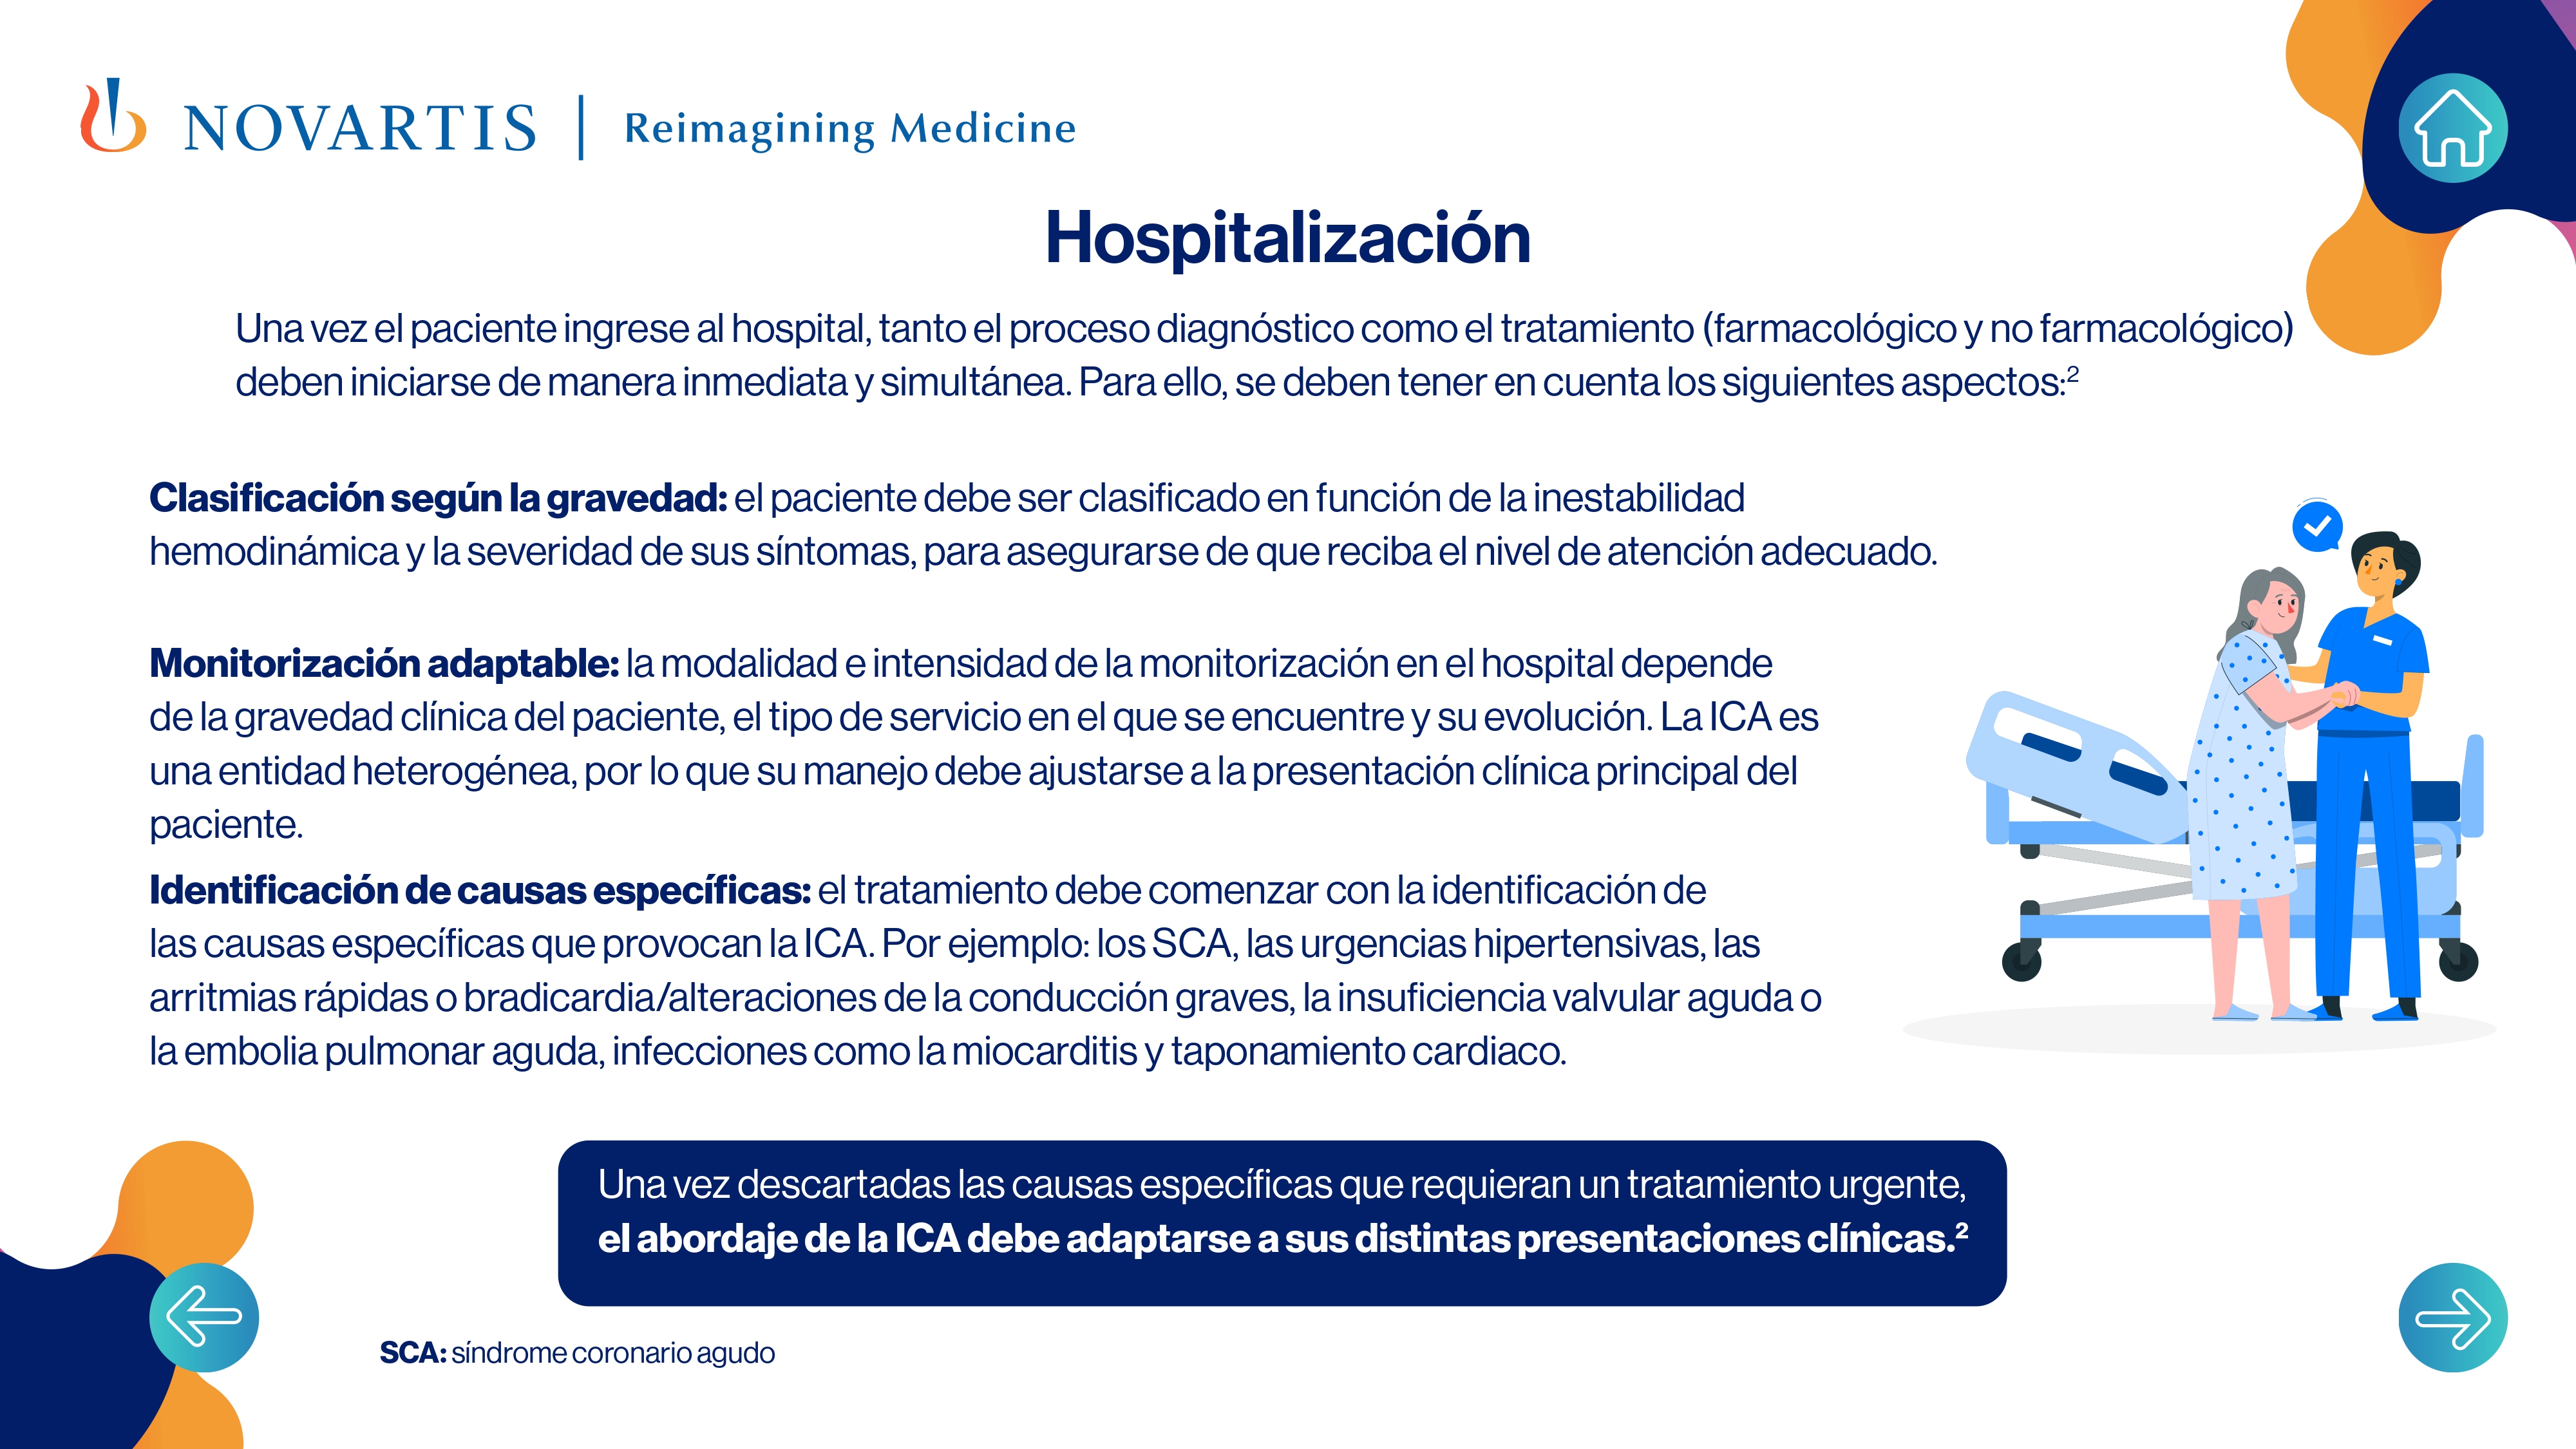 NOVARTIS | Reimagining Medicine
Hospitalización
Una vez el paciente ingrese al hospital, tanto el proceso diagnóstico como el tratamiento (farmacológico y no farmacológico)
deben iniciarse de manera inmediata y simultánea. Para ello, se deben tener en cuenta los siguientes aspectos:²
Clasificación según la gravedad: el paciente debe ser clasificado en función de la inestabilidad
hemodinámica y la severidad de sus síntomas, para asegurarse de que reciba el nivel de atención adecuado.
Monitorización adaptable: la modalidad e intensidad de la monitorización en el hospital depende
de la gravedad clínica del paciente, el tipo de servicio en el que se encuentre y su evolución. La ICA es
una entidad heterogénea, por lo que su manejo debe ajustarse a la presentación clínica principal del
paciente.
Identificación de causas específicas: el tratamiento debe comenzar con la identificación de
las causas específicas que provocan la ICA. Por ejemplo: los SCA, las urgencias hipertensivas, las
arritmias rápidas o bradicardia/alteraciones de la conducción graves, la insuficiencia valvular aguda o
la embolia pulmonar aguda, infecciones como la miocarditis y taponamiento cardiaco.
Una vez descartadas las causas específicas que requieran un tratamiento urgente,
el abordaje de la ICA debe adaptarse a sus distintas presentaciones clínicas.²
SCA: síndrome coronario agudo